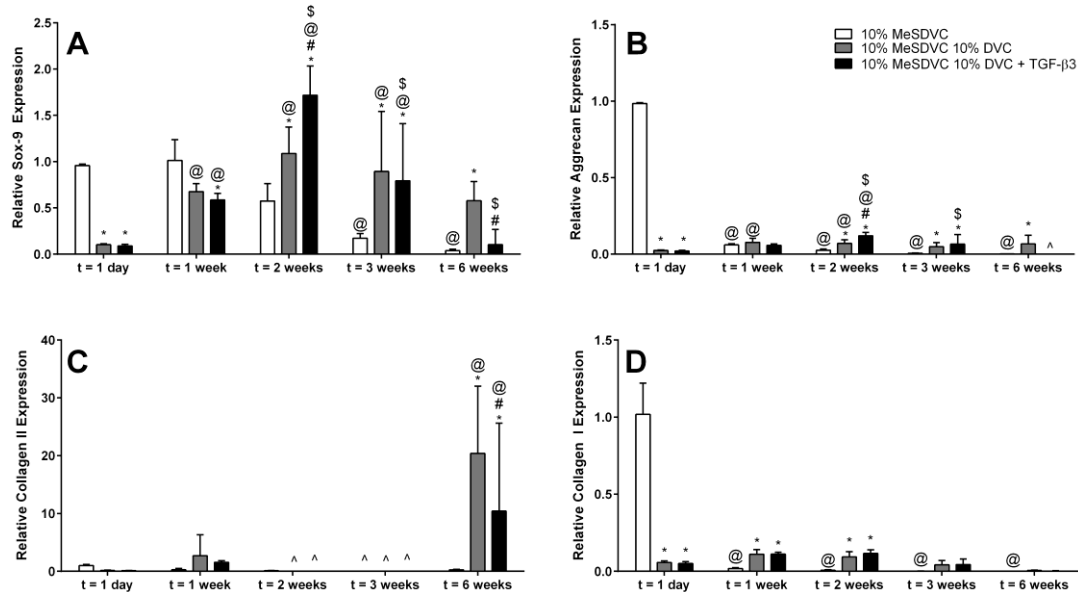 A
Relative Sox-9 Expression
2.5
2.0
1.5
1.0
0.5
0.0
* *
@ @ *
@ * $ @ # *
@ * $ @ *
@ @ * $ #
t = 1 day t = 1 week t = 2 weeks t = 3 weeks t = 6 weeks
B
10% MeSDVC
10% MeSDVC 10% DVC
10% MeSDVC 10% DVC + TGF-β3
Relative Aggrecan Expression
1.5
1.0
0.5
0.0
* *
@ @
@ @ * $ @ # *
@ * $ *
@ * ^
t = 1 day t = 1 week t = 2 weeks t = 3 weeks t = 6 weeks
C
Relative Collagen II Expression
40
30
20
10
0
^ ^
^ ^ ^
@ * @ # *
t = 1 day t = 1 week t = 2 weeks t = 3 weeks t = 6 weeks
D
Relative Collagen I Expression
1.5
1.0
0.5
0.0
* *
@ * *
@ * *
@
@
t = 1 day t = 1 week t = 2 weeks t = 3 weeks t = 6 weeks